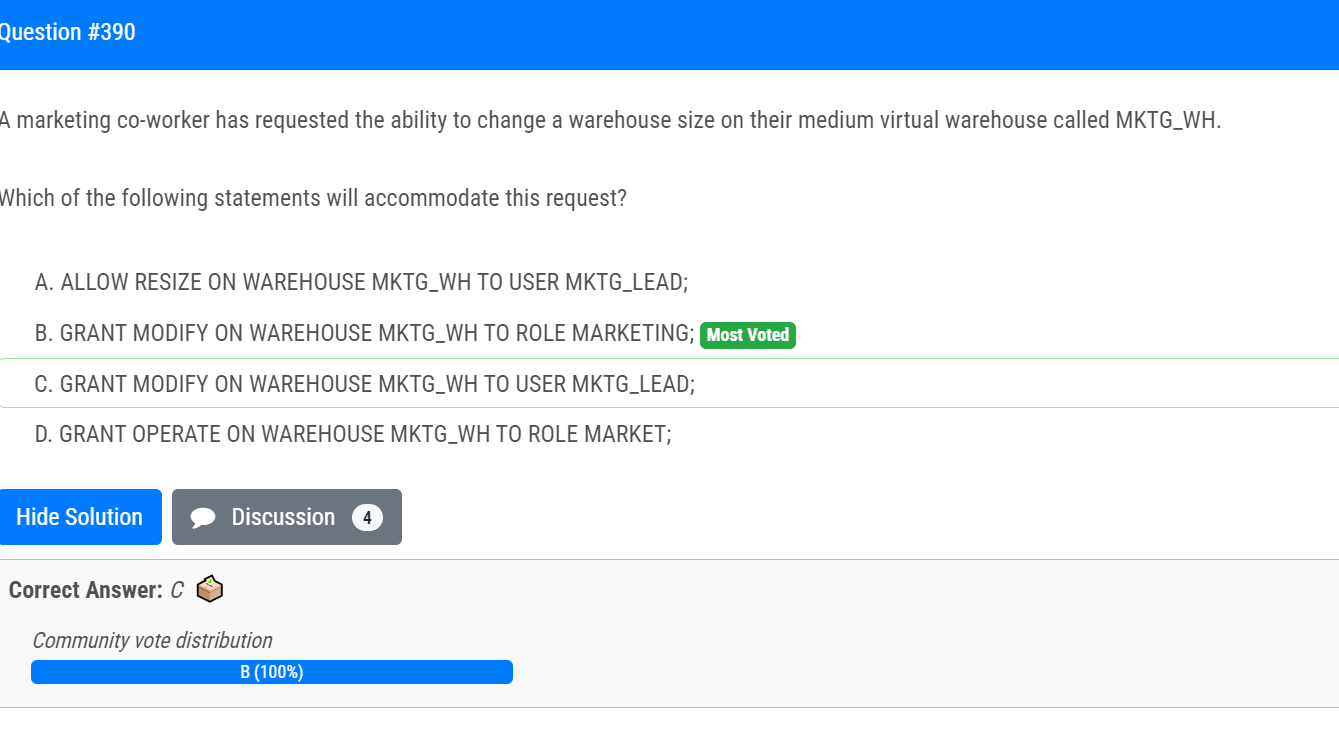 Question #390
A marketing co-worker has requested the ability to change a warehouse size on their medium virtual warehouse called MKTG_WH.
Which of the following statements will accommodate this request?
A. ALLOW RESIZE ON WAREHOUSE MKTG_WH TO USER MKTG_LEAD;
B. GRANT MODIFY ON WAREHOUSE MKTG_WH TO ROLE MARKETING; Most Voted
C. GRANT MODIFY ON WAREHOUSE MKTG_WH TO USER MKTG_LEAD;
D. GRANT OPERATE ON WAREHOUSE MKTG_WH TO ROLE MARKET;
Hide Solution Discussion 4
Correct Answer: C
Community vote distribution
B (100%)